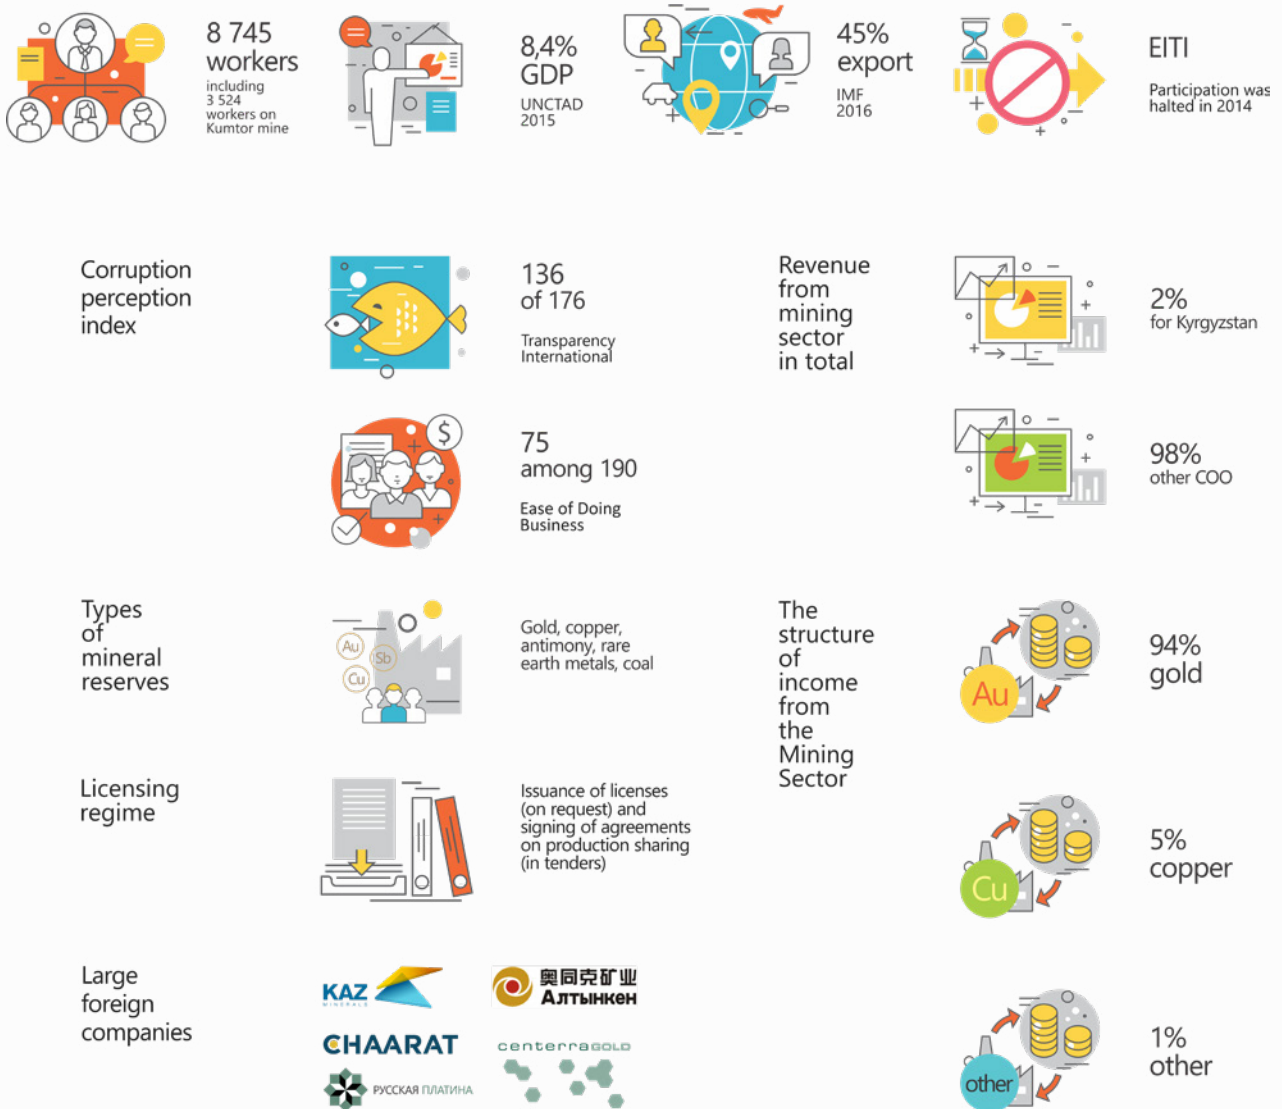 8 745
workers
including
3 524
workers on
Kumtor mine
8,4%
GDP
UNCTAD
2015
45%
export
IMF
2016
EITI
Participation was
halted in 2014
Corruption
perception
index
136
of 176
Transparency
International
$
75
among 190
Ease of Doing
Business
Revenue
from
mining
sector
in total
2%
for Kyrgyzstan
98%
other COO
Types
of
mineral
reserves
Au
Sb
Cu
Gold, copper,
antimony, rare
earth metals, coal
The
structure
of
income
from
the
Mining
Sector
Au
94%
gold
Licensing
regime
Issuance of licenses
(on request) and
signing of agreements
on production sharing
(in tenders)
Cu
5%
copper
Large
foreign
companies
KAZ
MINERALS
奥同克矿业
Алтынкен
CHAARAT
centerraGOLD
РУССКАЯ ПЛАТИНА
other
1%
other